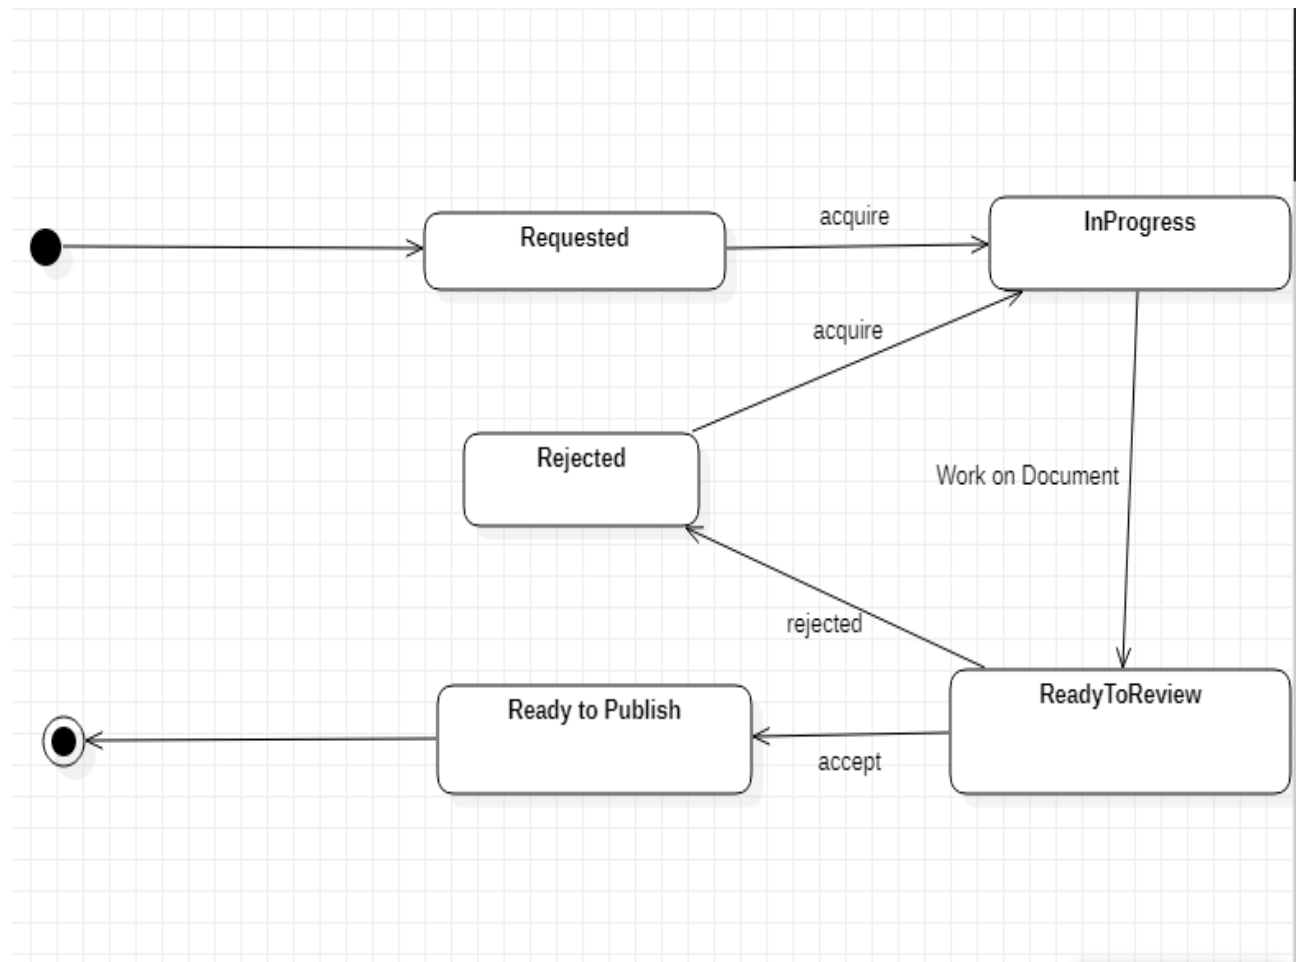 Requested
acquire
InProgress
acquire
Rejected
Work on Document
rejected
ReadyToReview
Ready to Publish
accept